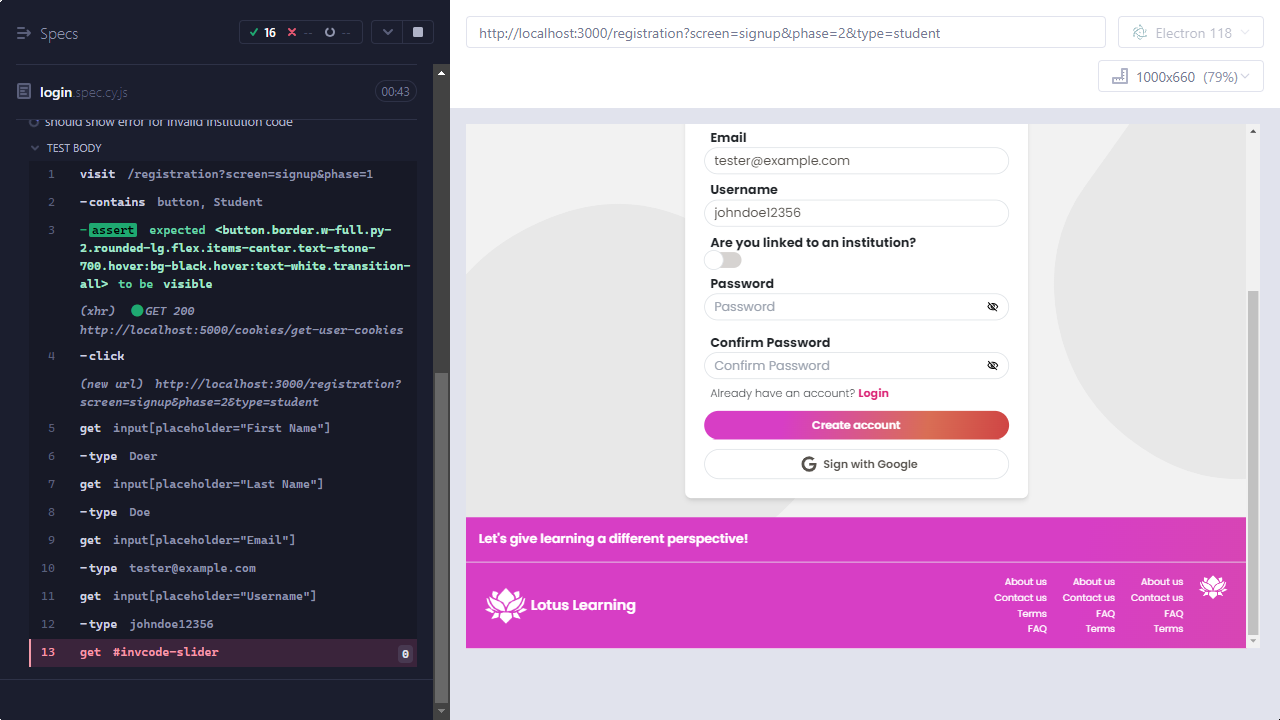 Specs
16
--
--
http://localhost:3000/registration?screen=signup&phase=2&type=student
Electron 118
1000x660 (79%)
login.spec.cy.js
00:43
should show error for invalid institution code
TEST BODY
1 visit /registration?screen=signup&phase=1
2 -contains button, Student
3 -assert expected <button.border.w-full.py-
2.rounded-lg.flex.items-center.text-stone-
700.hover:bg-black.hover:text-white.transition-
all> to be visible
(xhr) GET 200
http://localhost:5000/cookies/get-user-cookies
4 -click
(new url) http://localhost:3000/registration?
screen=signup&phase=2&type=student
5 get input[placeholder="First Name"]
6 -type Doer
7 get input[placeholder="Last Name"]
8 -type Doe
9 get input[placeholder="Email"]
10 -type tester@example.com
11 get input[placeholder="Username"]
12 -type johndoe12356
13 get #invcode-slider 0
Email
tester@example.com
Username
johndoe12356
Are you linked to an institution?
Password
Password
Confirm Password
Confirm Password
Already have an account? Login
Create account
Sign with Google
Let's give learning a different perspective!
Lotus Learning
About us About us About us
Contact us Contact us Contact us
Terms FAQ FAQ
FAQ Terms Terms